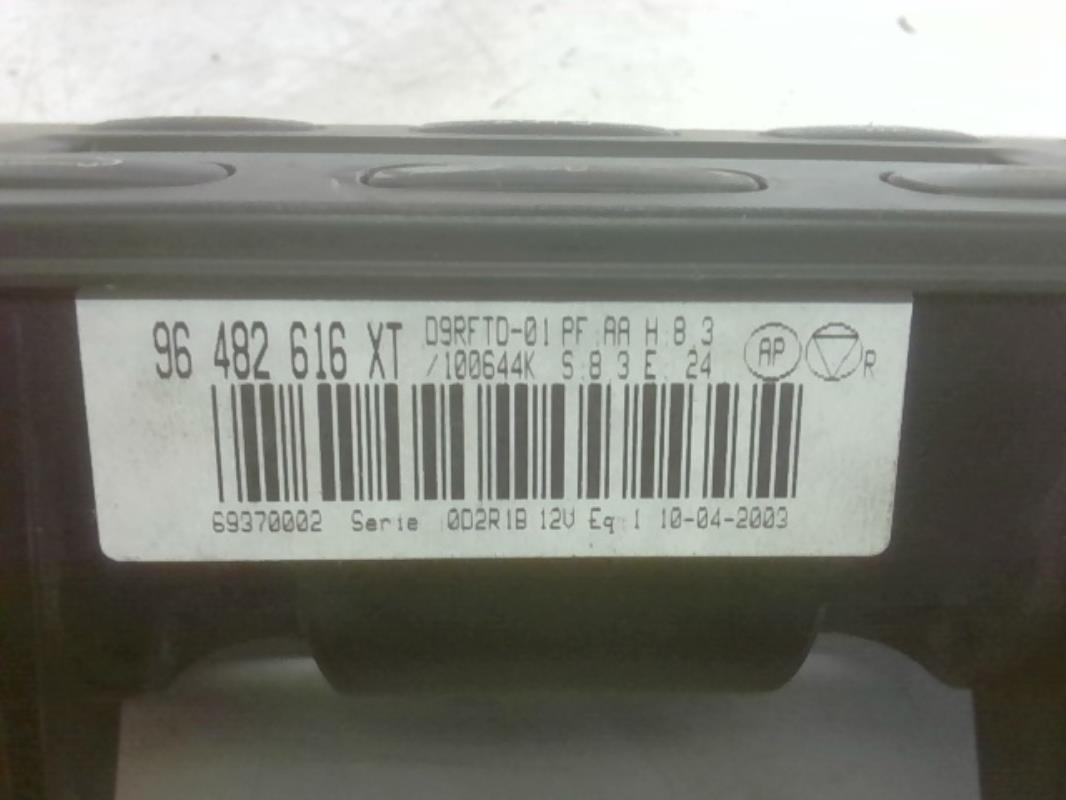 96 482 616 XT
D9RFTD-01 PF:AA H:8,3
/100644K S:8,3 E: 24
AP
R
69370002 Serie 0D2R1B 12V Eq:1 10-04-2003